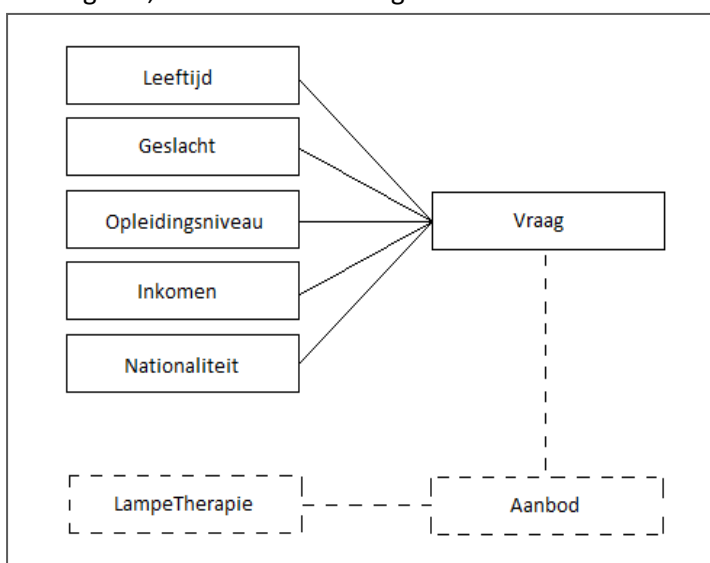 Leeftijd
Geslacht
Opleidingsniveau
Vraag
Inkomen
Nationaliteit
LampeTherapie
Aanbod